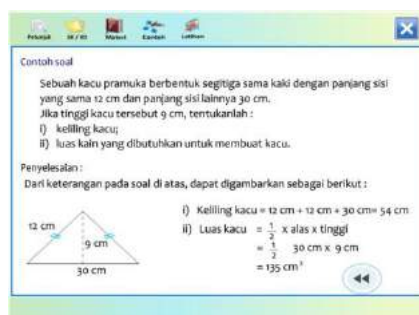 Petunjuk
SK / KD
Materi
Contoh
Latihan
Contoh soal
Sebuah kacu pramuka berbentuk segitiga sama kaki dengan panjang sisi
yang sama 12 cm dan panjang sisi lainnya 30 cm.
Jika tinggi kacu tersebut 9 cm, tentukanlah :
i) keliling kacu;
ii) luas kain yang dibutuhkan untuk membuat kacu.
Penyelesaian :
Dari keterangan pada soal di atas, dapat digambarkan sebagai berikut :
12 cm
9 cm
30 cm
i) Keliling kacu = 12 cm + 12 cm + 30 cm= 54 cm
ii) Luas kacu = 1/2 x alas x tinggi
= 1/2 30 cm x 9 cm
= 135 cm²